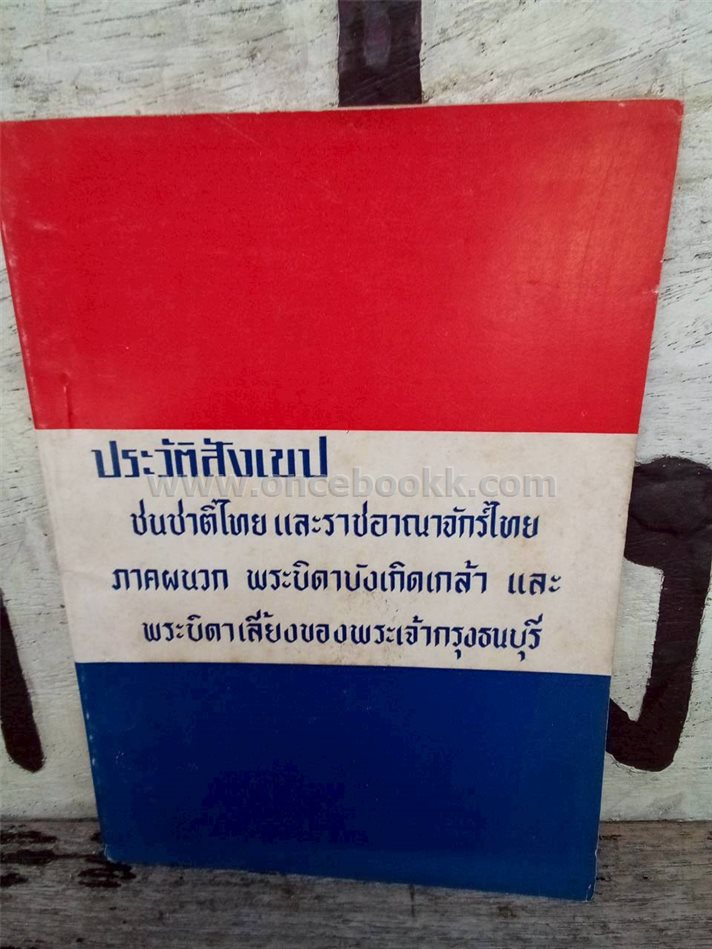 ประวัติสังเขป
www.oncebookk.com
ชนชาติไทย และราชอาณาจักร์ไทย
ภาคผนวก พระบิดาบังเกิดเกล้า และ
พระบิดาเลี้ยงของพระเจ้ากรุงธนบุรี